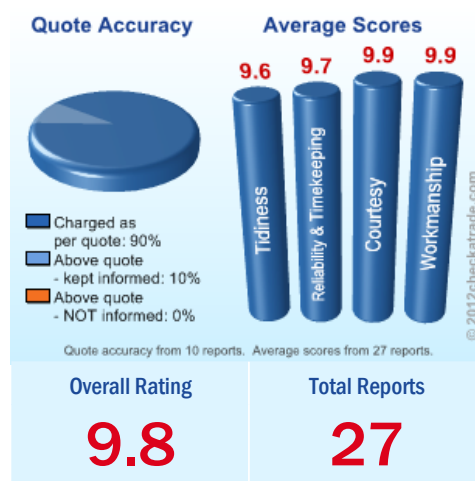 Quote Accuracy
Average Scores
9.6
9.7
9.9
9.9
Tidiness
Reliability & Timekeeping
Courtesy
Workmanship
Charged as
per quote: 90%
Above quote
- kept informed: 10%
Above quote
- NOT informed: 0%
© 2012checkatrade.com
Quote accuracy from 10 reports. Average scores from 27 reports.
Overall Rating
Total Reports
9.8
27